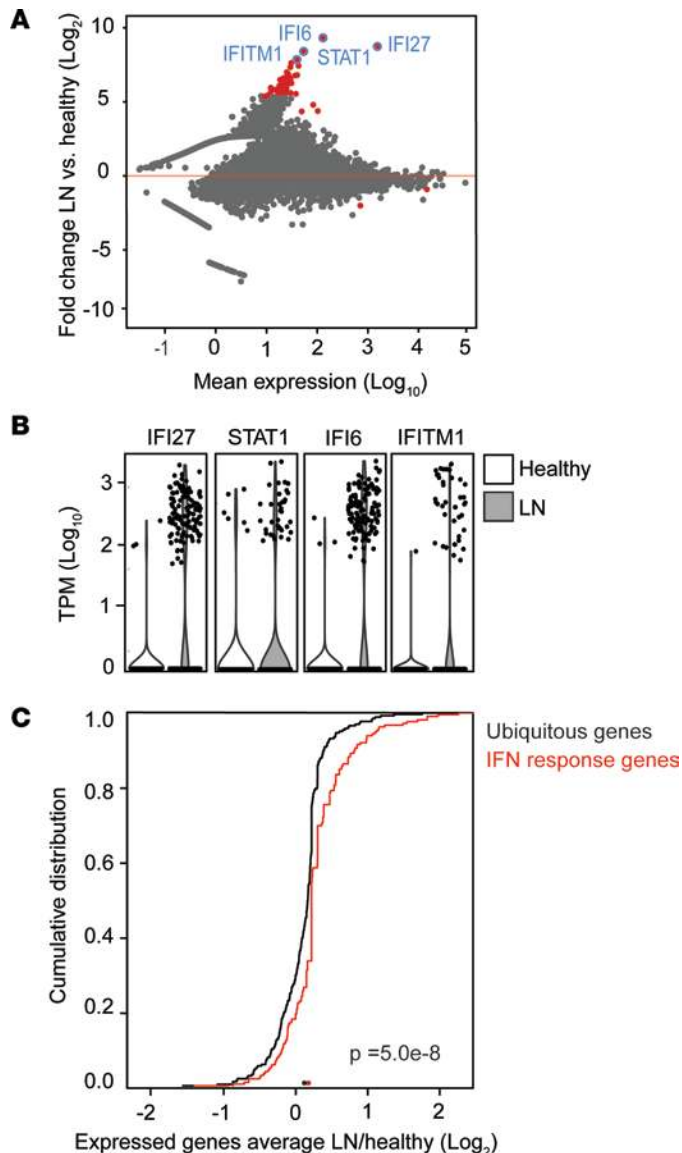 A
Fold change LN vs. healthy (Log2)
10
5
0
-5
-10
IFI6
IFITM1
STAT1
IFI27
-1 0 1 2 3 4 5
Mean expression (Log10)
B
IFI27 STAT1 IFI6 IFITM1
TPM (Log10)
3
2
1
0
Healthy
LN
C
Cumulative distribution
1.0
0.8
0.6
0.4
0.2
0.0
Ubiquitous genes
IFN response genes
p =5.0e-8
-2 -1 0 1 2
Expressed genes average LN/healthy (Log2)